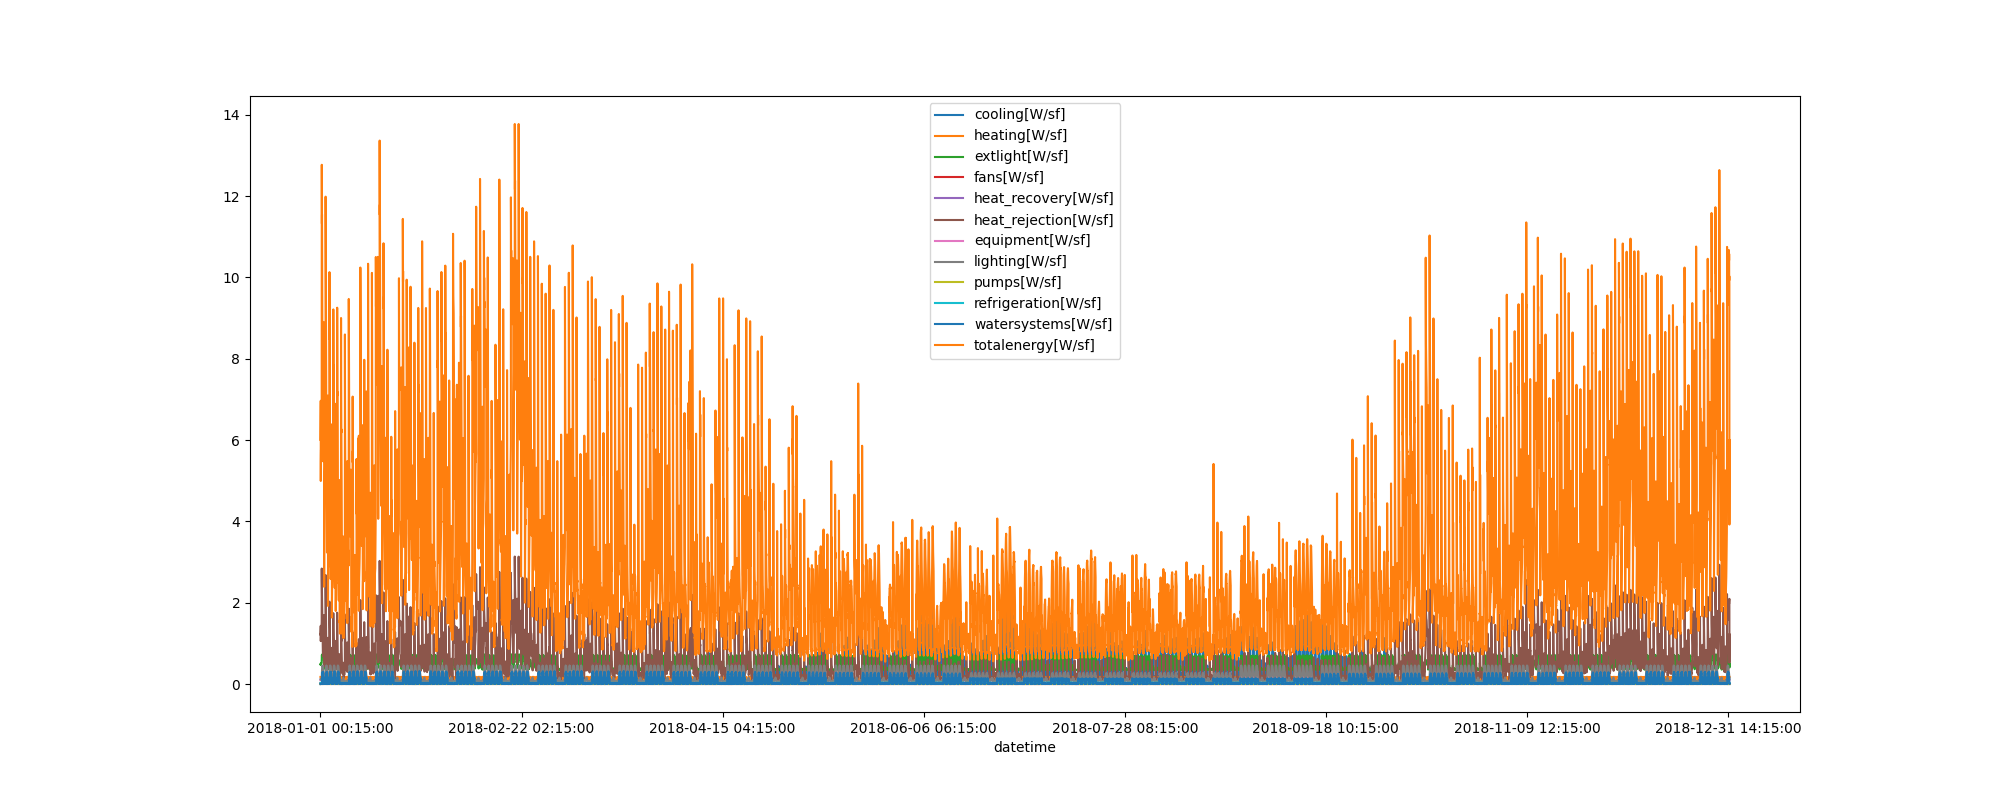 14
12
10
8
6
4
2
0
cooling[W/sf]
heating[W/sf]
extlight[W/sf]
fans[W/sf]
heat_recovery[W/sf]
heat_rejection[W/sf]
equipment[W/sf]
lighting[W/sf]
pumps[W/sf]
refrigeration[W/sf]
watersystems[W/sf]
totalenergy[W/sf]
2018-01-01 00:15:00 2018-02-22 02:15:00 2018-04-15 04:15:00 2018-06-06 06:15:00 2018-07-28 08:15:00 2018-09-18 10:15:00 2018-11-09 12:15:00 2018-12-31 14:15:00
datetime